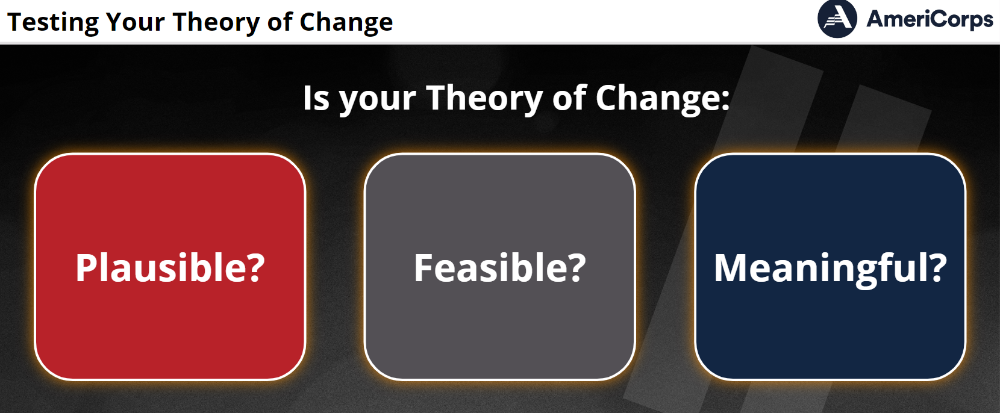 Testing Your Theory of Change
AmeriCorps
Is your Theory of Change:
Plausible?
Feasible?
Meaningful?